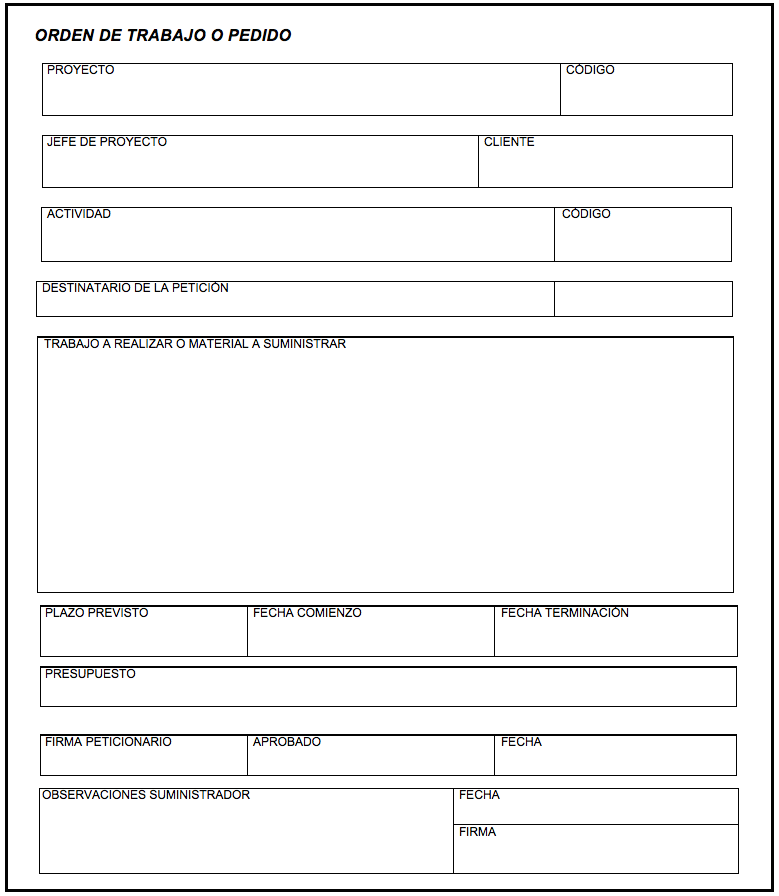 ORDEN DE TRABAJO O PEDIDO
PROYECTO
CÓDIGO
JEFE DE PROYECTO
CLIENTE
ACTIVIDAD
CÓDIGO
DESTINATARIO DE LA PETICIÓN
TRABAJO A REALIZAR O MATERIAL A SUMINISTRAR
PLAZO PREVISTO
FECHA COMIENZO
FECHA TERMINACIÓN
PRESUPUESTO
FIRMA PETICIONARIO
APROBADO
FECHA
OBSERVACIONES SUMINISTRADOR
FECHA
FIRMA